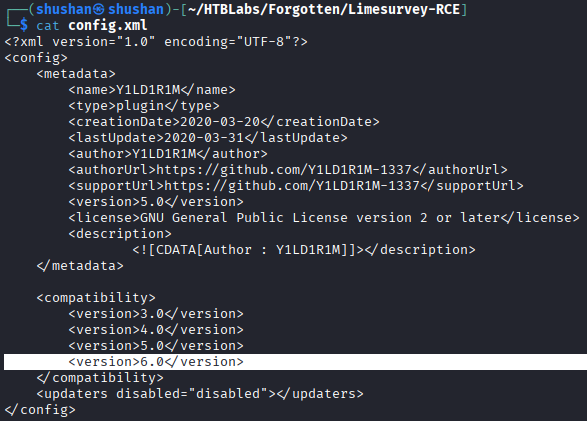 ┌──(shushan㉿shushan)-[~/HTBLabs/Forgotten/Limesurvey-RCE]
└─$ cat config.xml
<?xml version="1.0" encoding="UTF-8"?>
<config>
    <metadata>
        <name>Y1LD1R1M</name>
        <type>plugin</type>
        <creationDate>2020-03-20</creationDate>
        <lastUpdate>2020-03-31</lastUpdate>
        <author>Y1LD1R1M</author>
        <authorUrl>https://github.com/Y1LD1R1M-1337</authorUrl>
        <supportUrl>https://github.com/Y1LD1R1M-1337</supportUrl>
        <version>5.0</version>
        <license>GNU General Public License version 2 or later</license>
        <description>
                <![CDATA[Author : Y1LD1R1M]]></description>
    </metadata>

    <compatibility>
        <version>3.0</version>
        <version>4.0</version>
        <version>5.0</version>
        <version>6.0</version>
    </compatibility>
    <updaters disabled="disabled"></updaters>
</config>